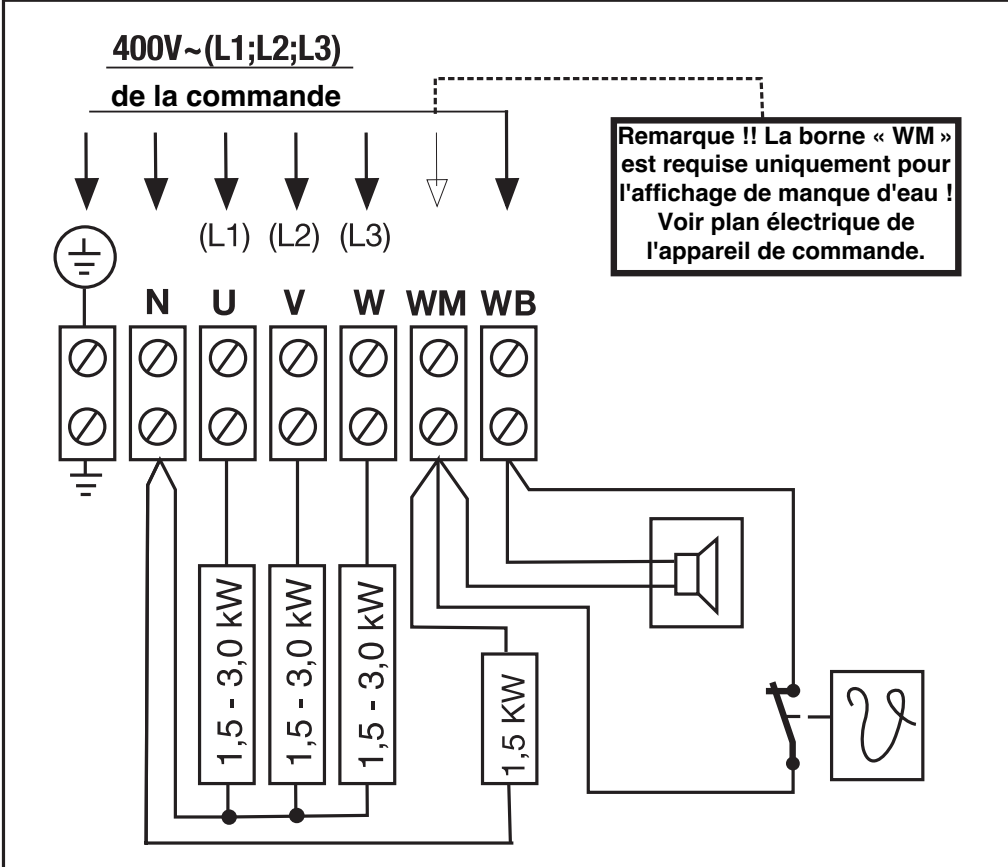 400V~(L1;L2;L3)
de la commande
Remarque !! La borne « WM »
est requise uniquement pour
l'affichage de manque d'eau !
Voir plan électrique de
l'appareil de commande.
(L1) (L2) (L3)
N U V W WM WB
1,5 - 3,0 kW
1,5 - 3,0 kW
1,5 - 3,0 kW
1,5 KW
ϑ